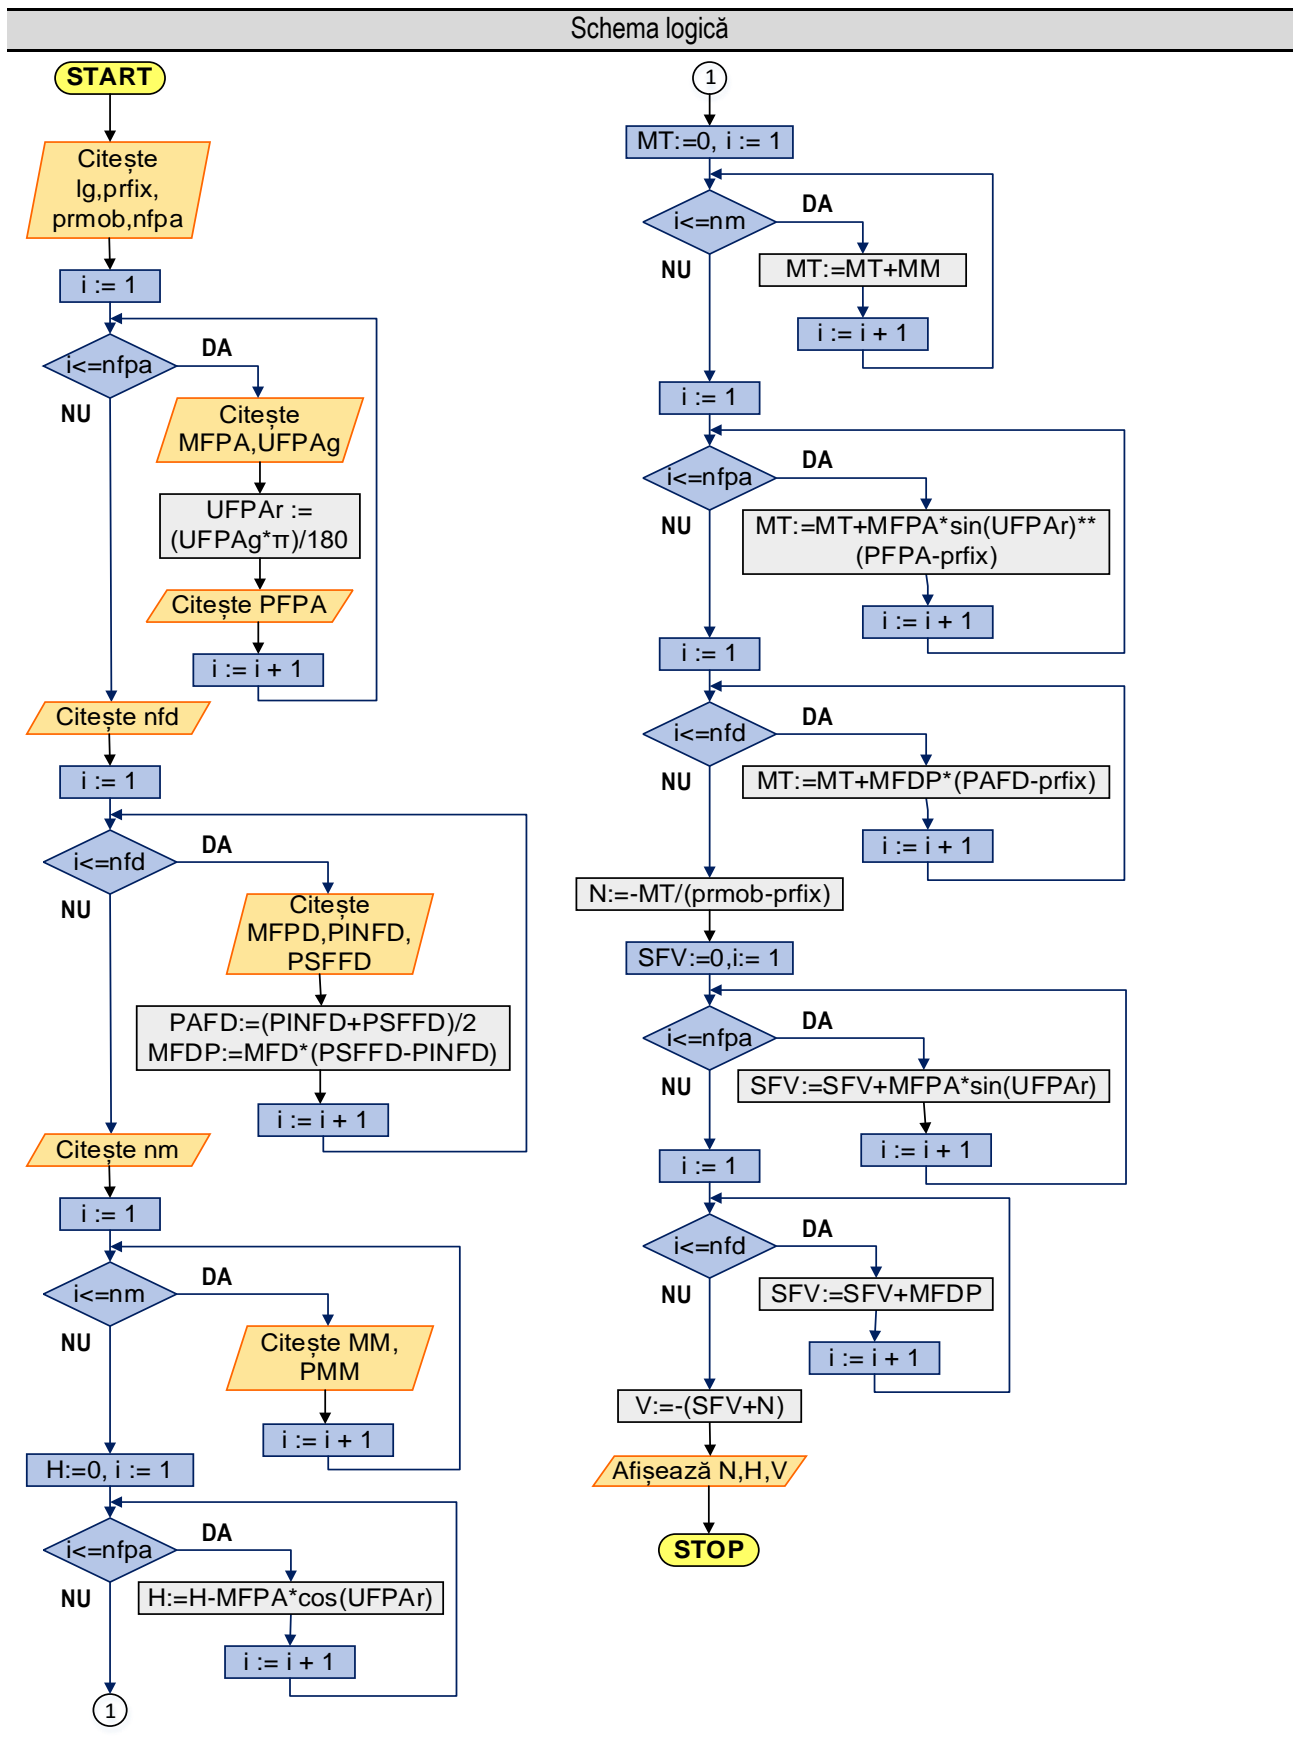 Schema logică
START
Citește
lg,prfix,
prmob,nfpa
i := 1
i<=nfpa
DA
NU
Citește
MFPA,UFPAg
UFPAr :=
(UFPAg*π)/180
Citește PFPA
i := i + 1
Citește nfd
i := 1
i<=nfd
DA
NU
Citește
MFPD,PINFD,
PSFFD
PAFD:=(PINFD+PSFFD)/2
MFDP:=MFD*(PSFFD-PINFD)
i := i + 1
Citește nm
i := 1
i<=nm
DA
NU
Citește MM,
PMM
i := i + 1
H:=0, i := 1
i<=nfpa
DA
NU
H:=H-MFPA*cos(UFPAr)
i := i + 1
1
1
MT:=0, i := 1
i<=nm
DA
NU
MT:=MT+MM
i := i + 1
i := 1
i<=nfpa
DA
NU
MT:=MT+MFPA*sin(UFPAr)**
(PFPA-prfix)
i := i + 1
i := 1
i<=nfd
DA
NU
MT:=MT+MFDP*(PAFD-prfix)
i := i + 1
N:=-MT/(prmob-prfix)
SFV:=0,i:= 1
i<=nfpa
DA
NU
SFV:=SFV+MFPA*sin(UFPAr)
i := i + 1
i := 1
i<=nfd
DA
NU
SFV:=SFV+MFDP
i := i + 1
V:=-(SFV+N)
Afișează N,H,V
STOP